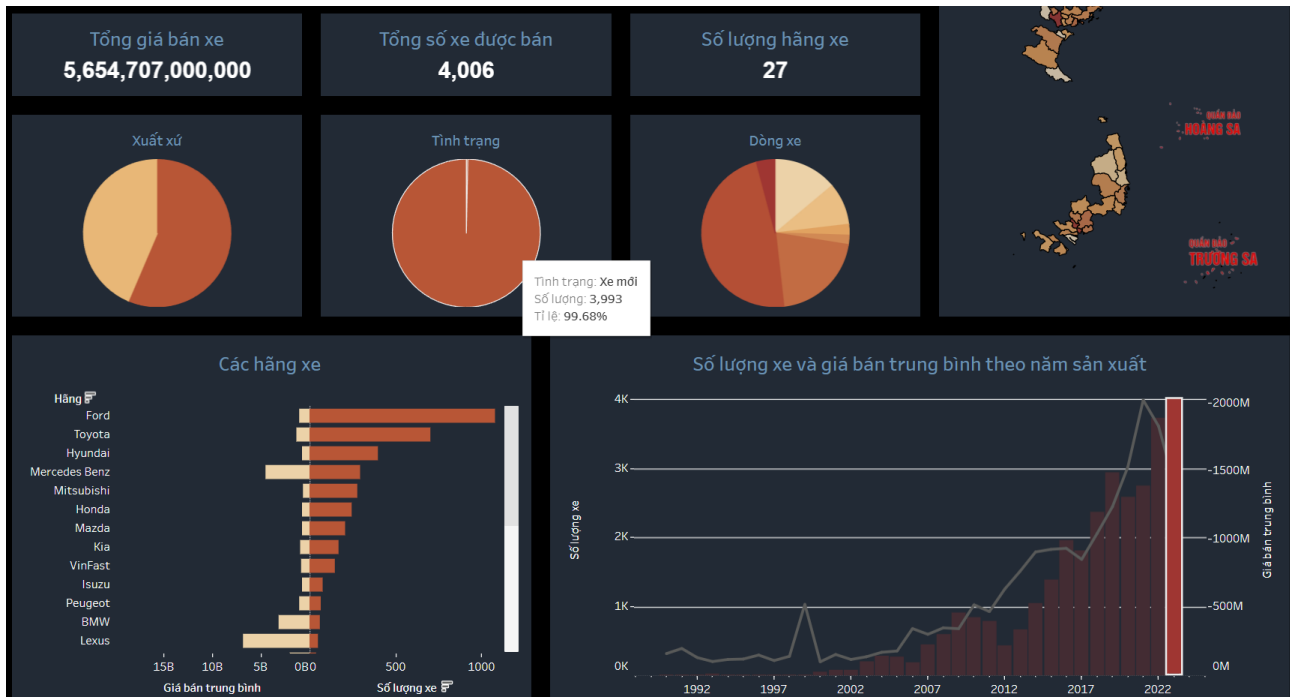 Tổng giá bán xe
5,654,707,000,000
Tổng số xe được bán
4,006
Số lượng hãng xe
27
QUẦN ĐẢO
HOÀNG SA
QUẦN ĐẢO
TRƯỜNG SA
Xuất xứ
Tình trạng
Dòng xe
Tình trạng: Xe mới
Số lượng: 3,993
Tỉ lệ: 99.68%
Các hãng xe
Hãng
Ford
Toyota
Hyundai
Mercedes Benz
Mitsubishi
Honda
Mazda
Kia
VinFast
Isuzu
Peugeot
BMW
Lexus
15B 10B 5B 0B 0 500 1000
Giá bán trung bình Số lượng xe
Số lượng xe và giá bán trung bình theo năm sản xuất
4K
3K
2K
1K
0K
Số lượng xe
2000M
1500M
1000M
500M
0M
Giá bán trung bình
1992 1997 2002 2007 2012 2017 2022